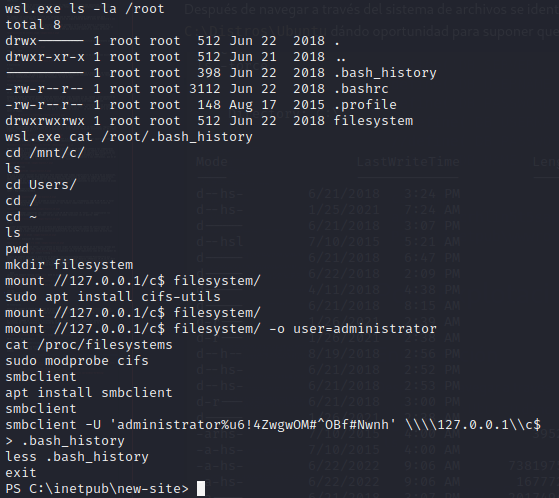 wsl.exe ls -la /root
total 8
drwx------ 1 root root  512 Jun 22  2018 .
drwxr-xr-x 1 root root  512 Jun 21  2018 ..
---------- 1 root root  398 Jun 22  2018 .bash_history
-rw-r--r-- 1 root root 3112 Jun 22  2018 .bashrc
-rw-r--r-- 1 root root  148 Aug 17  2015 .profile
drwxrwxrwx 1 root root  512 Jun 22  2018 filesystem
wsl.exe cat /root/.bash_history
cd /mnt/c/
ls
cd Users/
cd /
cd ~
ls
pwd
mkdir filesystem
mount //127.0.0.1/c$ filesystem/
sudo apt install cifs-utils
mount //127.0.0.1/c$ filesystem/
mount //127.0.0.1/c$ filesystem/ -o user=administrator
cat /proc/filesystems
sudo modprobe cifs
smbclient
apt install smbclient
smbclient
smbclient -U 'administrator%u6!4ZwgwOM#^OBf#Nwnh' \\\\127.0.0.1\\c$
> .bash_history
less .bash_history
exit
PS C:\inetpub\new-site>